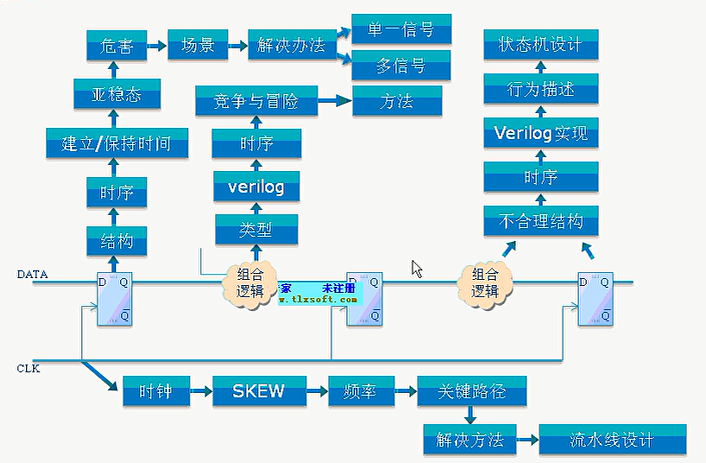 危害
场景
解决办法
单一信号
多信号
状态机设计
亚稳态
竞争与冒险
方法
行为描述
建立/保持时间
时序
Verilog实现
时序
verilog
时序
结构
类型
不合理结构
DATA
D Q
Q
组合
逻辑
家 未注册
w.tlxsoft.com
D Q
Q
组合
逻辑
D Q
Q
CLK
时钟
SKEW
频率
关键路径
解决方法
流水线设计